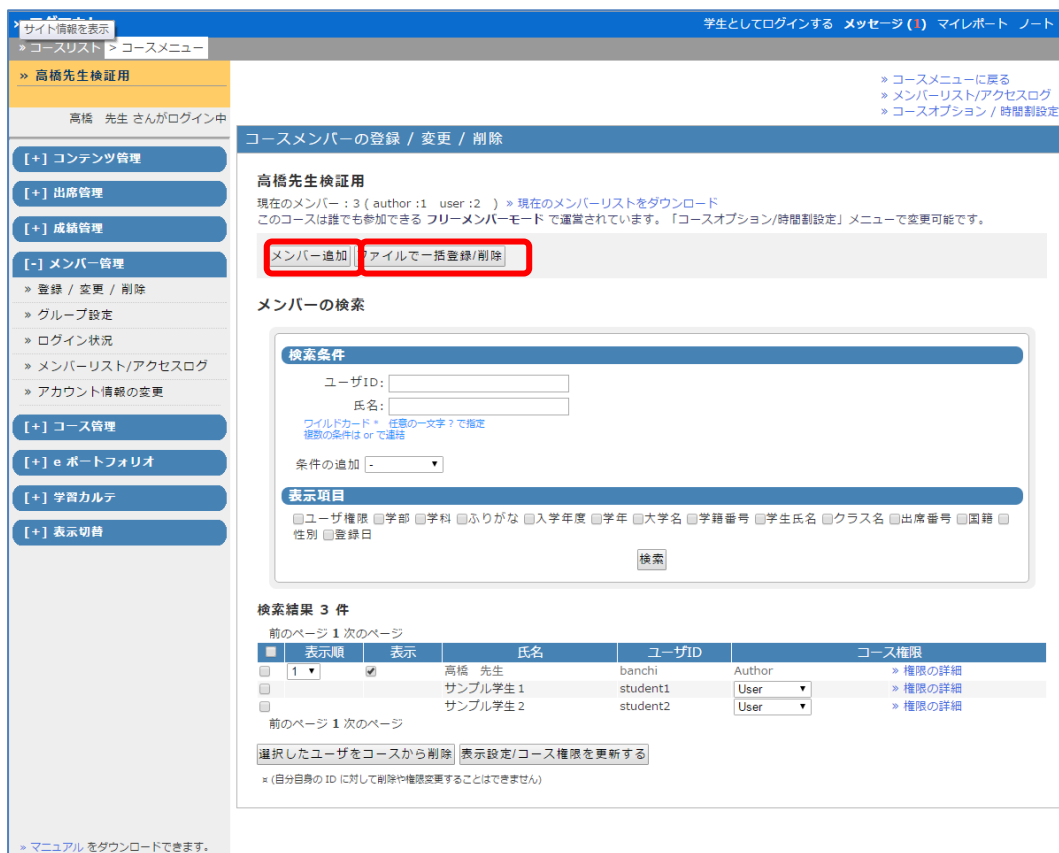 サイト情報を表示
学生としてログインする メッセージ (1) マイレポート ノート
» コースリスト > コースメニュー
» 高橋先生検証用
高橋 先生 さんがログイン中
[+] コンテンツ管理
[+] 出席管理
[+] 成績管理
[-] メンバー管理
» 登録 / 変更 / 削除
» グループ設定
» ログイン状況
» メンバーリスト/アクセスログ
» アカウント情報の変更
[+] コース管理
[+] e ポートフォリオ
[+] 学習カルテ
[+] 表示切替
» マニュアル をダウンロードできます。
» コースメニューに戻る
» メンバーリスト/アクセスログ
» コースオプション / 時間割設定
コースメンバーの登録 / 変更 / 削除
高橋先生検証用
現在のメンバー：3 ( author :1 user :2 ) » 現在のメンバーリストをダウンロード
このコースは誰でも参加できる フリーメンバーモード で運営されています。「コースオプション/時間割設定」メニューで変更可能です。
メンバー追加 ファイルで一括登録/削除
メンバーの検索
検索条件
ユーザID:
氏名:
ワイルドカード * 任意の一文字 ? で指定
複数の条件は or で連結
条件の追加 -
表示項目
ユーザ権限 学部 学科 ふりがな 入学年度 学年 大学名 学籍番号 学生氏名 クラス名 出席番号 国籍
性別 登録日
検索
検索結果 3 件
前のページ 1 次のページ
表示順 表示 氏名 ユーザID コース権限
1 高橋 先生 banchi Author » 権限の詳細
サンプル学生１ student1 User » 権限の詳細
サンプル学生２ student2 User » 権限の詳細
前のページ 1 次のページ
選択したユーザをコースから削除 表示設定/コース権限を更新する
¤ (自分自身の ID に対して削除や権限変更することはできません)